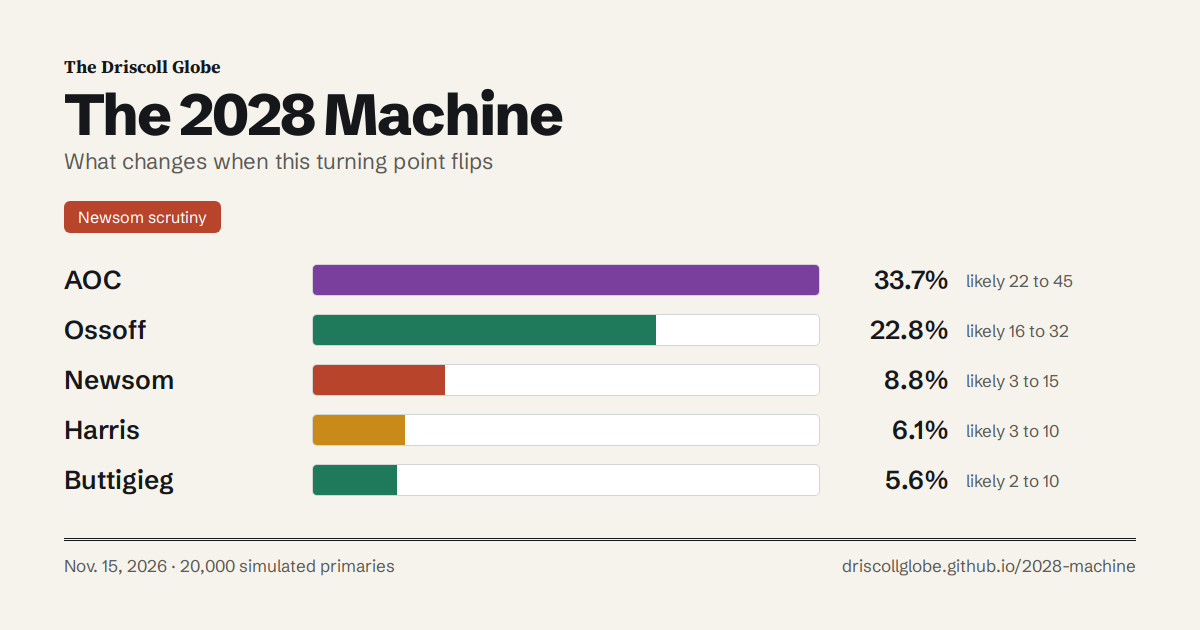 The Driscoll Globe
The 2028 Machine
What changes when this turning point flips
Newsom scrutiny
AOC 33.7% likely 22 to 45
Ossoff 22.8% likely 16 to 32
Newsom 8.8% likely 3 to 15
Harris 6.1% likely 3 to 10
Buttigieg 5.6% likely 2 to 10
Nov. 15, 2026 · 20,000 simulated primaries driscollglobe.github.io/2028-machine